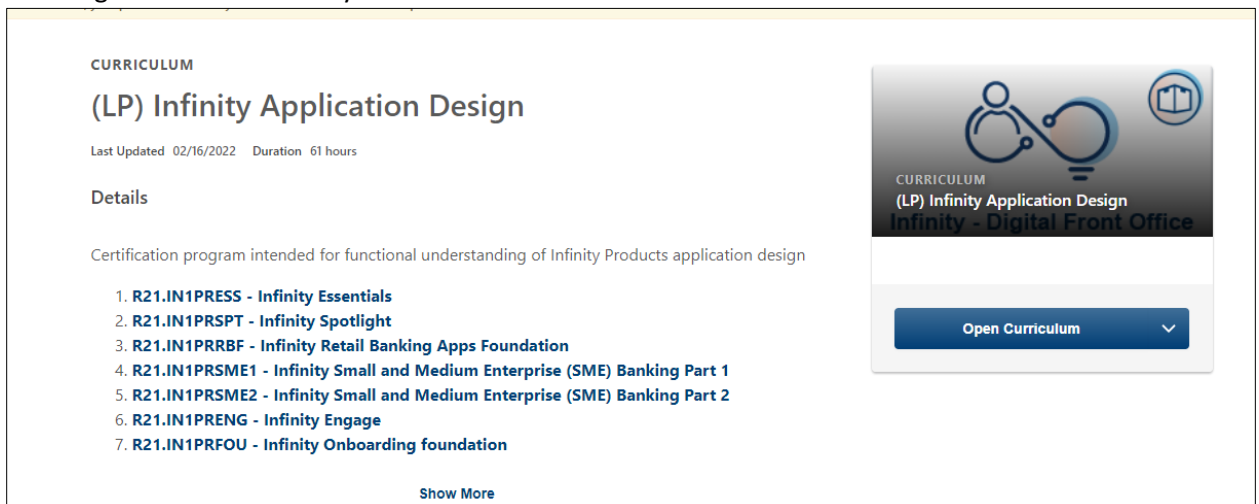 CURRICULUM
(LP) Infinity Application Design
Last Updated 02/16/2022 Duration 61 hours
Details
Certification program intended for functional understanding of Infinity Products application design
1. R21.IN1PRESS - Infinity Essentials
2. R21.IN1PRSPT - Infinity Spotlight
3. R21.IN1PRRBF - Infinity Retail Banking Apps Foundation
4. R21.IN1PRSME1 - Infinity Small and Medium Enterprise (SME) Banking Part 1
5. R21.IN1PRSME2 - Infinity Small and Medium Enterprise (SME) Banking Part 2
6. R21.IN1PRENG - Infinity Engage
7. R21.IN1PRFOU - Infinity Onboarding foundation
Show More
CURRICULUM
(LP) Infinity Application Design
Infinity - Digital Front Office
Open Curriculum